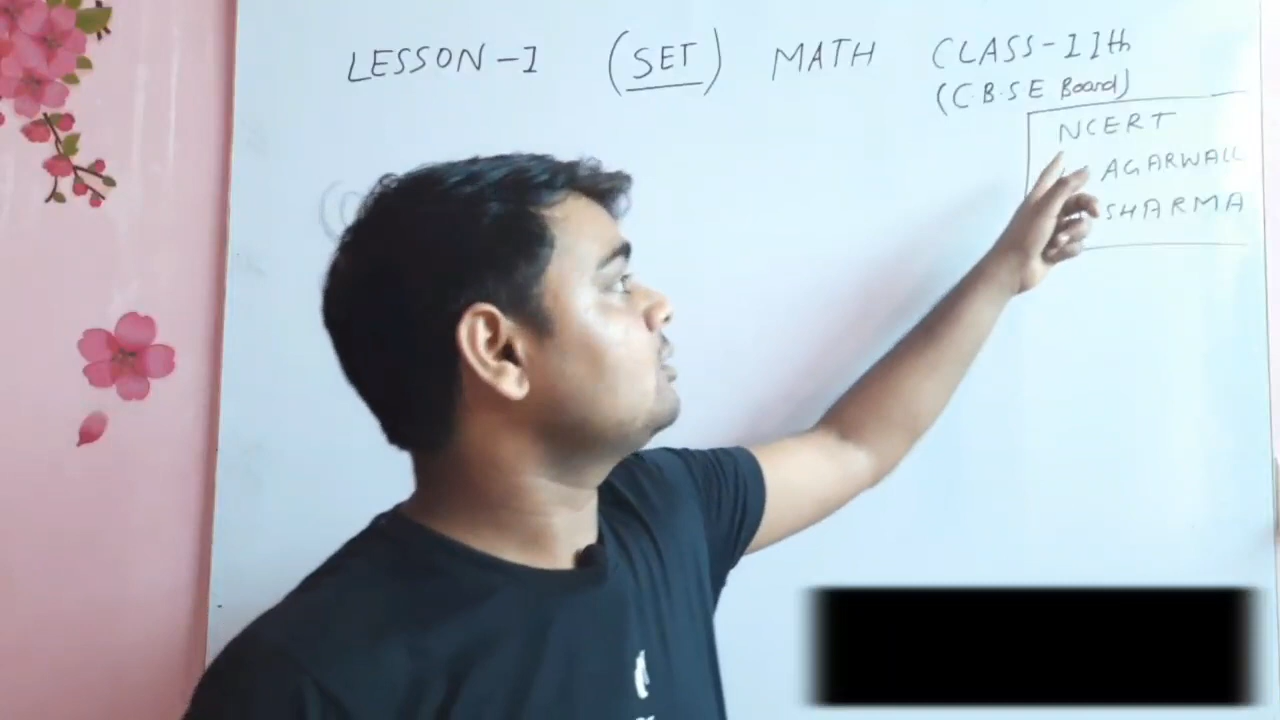 LESSON-1 (SET) MATH CLASS-11th
(C.B.S.E Board)
NCERT
AGARWALL
SHARMA